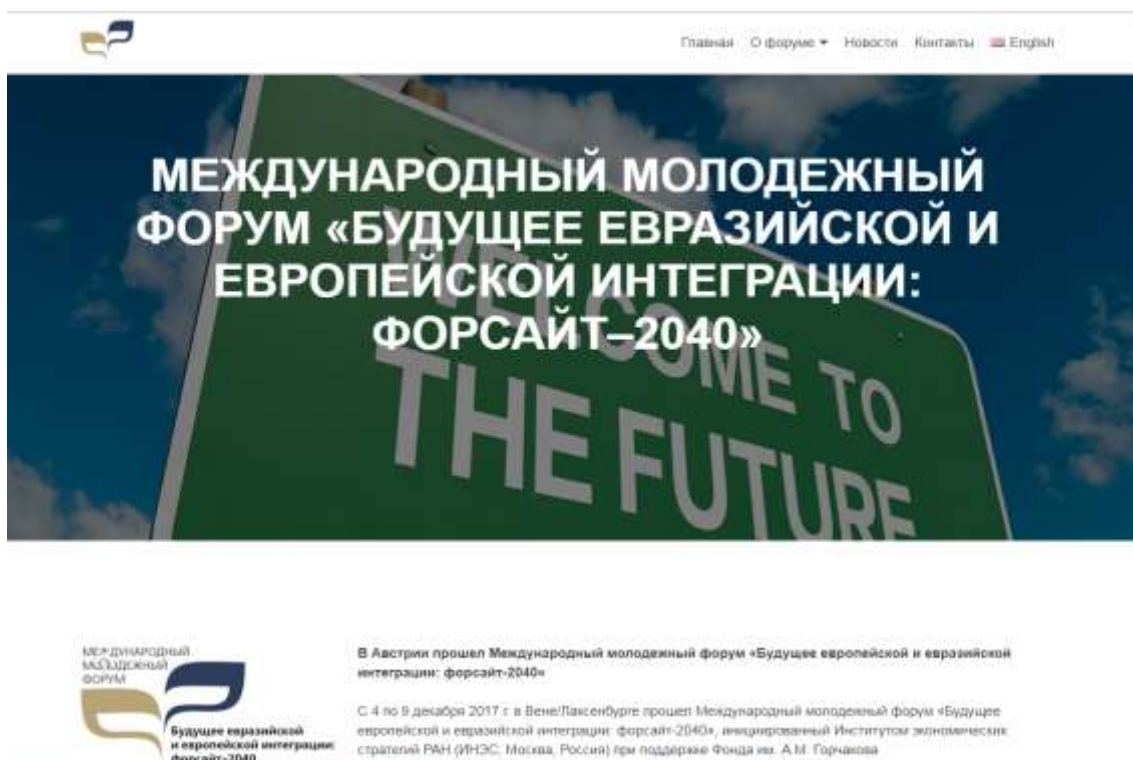 Главная О форуме Новости Контакты English
МЕЖДУНАРОДНЫЙ МОЛОДЕЖНЫЙ
ФОРУМ «БУДУЩЕЕ ЕВРАЗИЙСКОЙ И
ЕВРОПЕЙСКОЙ ИНТЕГРАЦИИ:
ФОРСАЙТ–2040»
WELCOME TO
THE FUTURE
МЕЖДУНАРОДНЫЙ
МОЛОДЕЖНЫЙ
ФОРУМ
Будущее евразийской
и европейской интеграции:
форсайт–2040
В Австрии прошел Международный молодежный форум «Будущее европейской и евразийской
интеграции: форсайт-2040»
С 4 по 9 декабря 2017 г. в Вене/Лаксенбурге прошел Международный молодежный форум «Будущее
европейской и евразийской интеграции: форсайт-2040», инициированный Институтом экономических
стратегий РАН (ИНЭС, Москва, Россия) при поддержке Фонда им. А.М. Горчакова